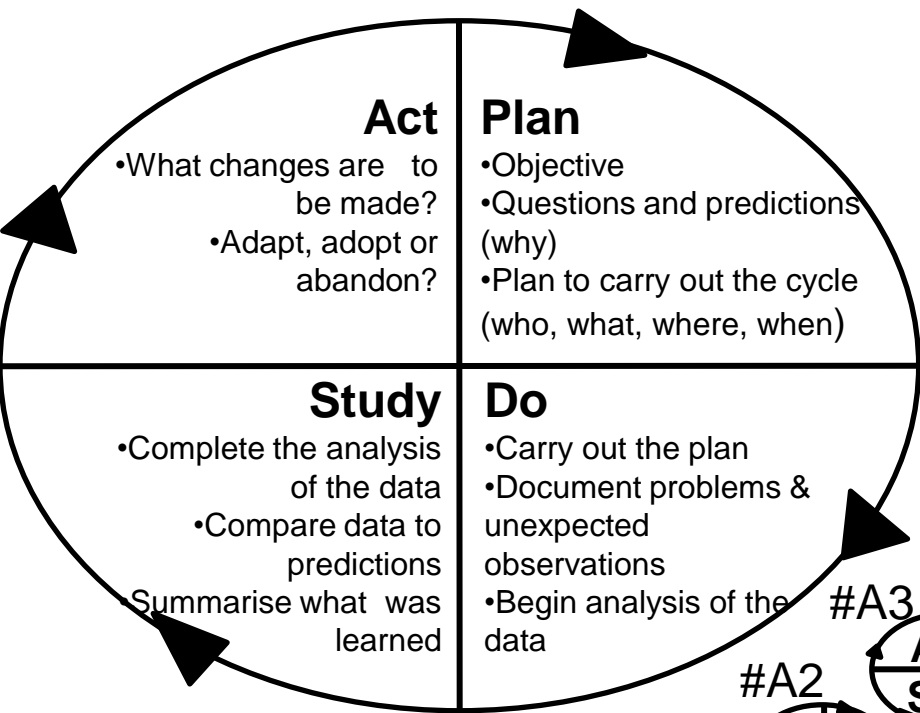 Act
•What changes are to
be made?
•Adapt, adopt or
abandon?
Plan
•Objective
•Questions and predictions
(why)
•Plan to carry out the cycle
(who, what, where, when)
Study
•Complete the analysis
of the data
•Compare data to
predictions
•Summarise what was
learned
Do
•Carry out the plan
•Document problems &
unexpected
observations
•Begin analysis of the
data
#A3
#A2